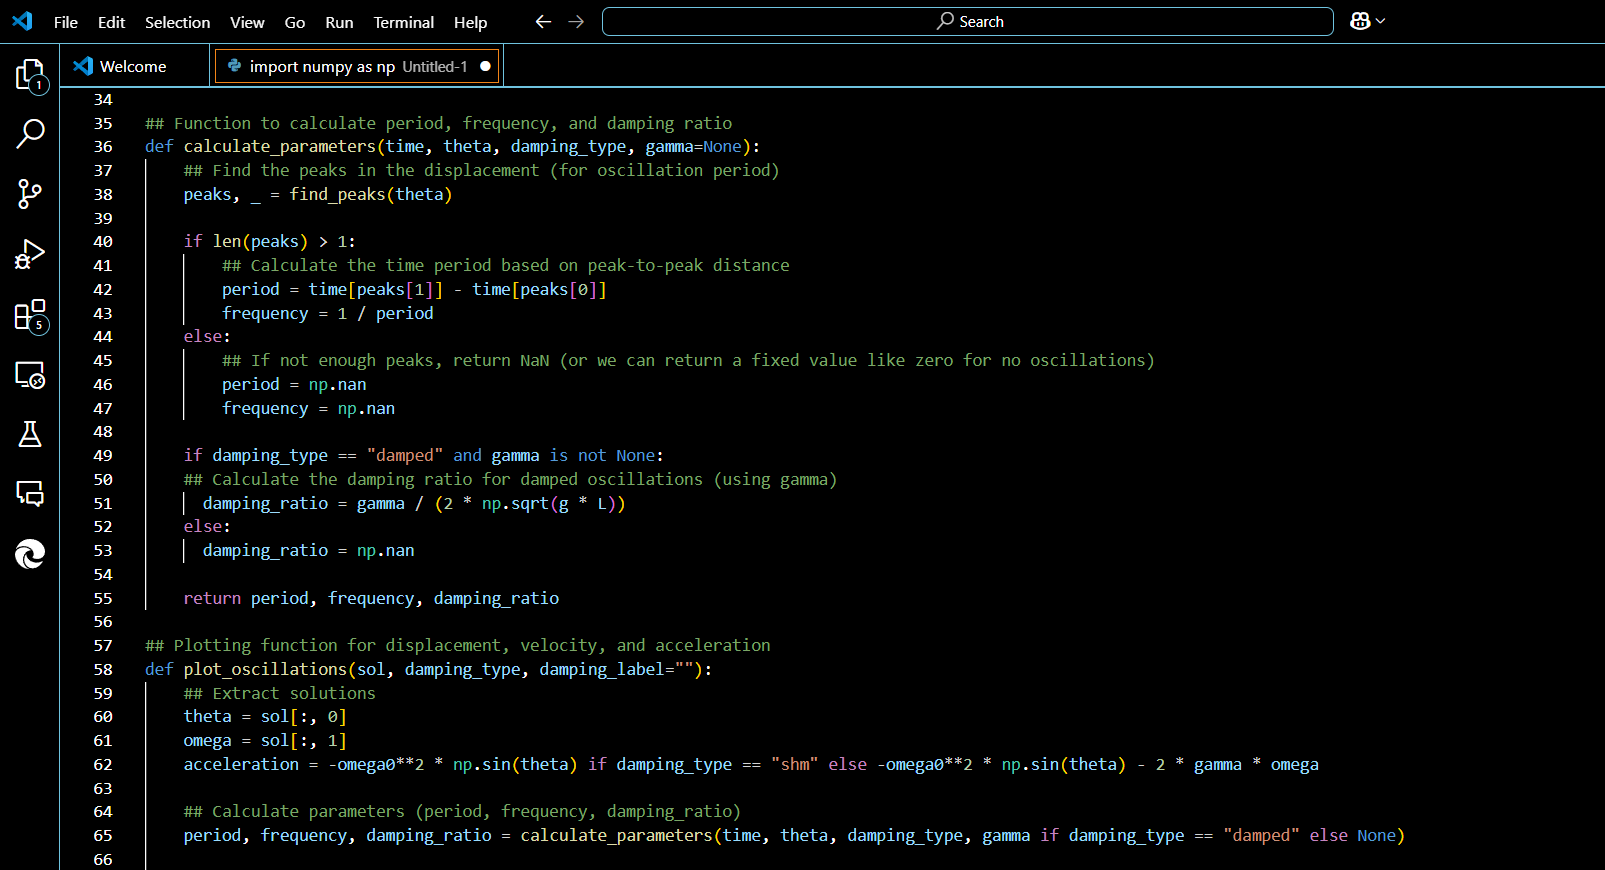 File Edit Selection View Go Run Terminal Help Search
Welcome import numpy as np Untitled-1
1
5
34
35 ## Function to calculate period, frequency, and damping ratio
36 def calculate_parameters(time, theta, damping_type, gamma=None):
37     ## Find the peaks in the displacement (for oscillation period)
38     peaks, _ = find_peaks(theta)
39
40     if len(peaks) > 1:
41         ## Calculate the time period based on peak-to-peak distance
42         period = time[peaks[1]] - time[peaks[0]]
43         frequency = 1 / period
44     else:
45         ## If not enough peaks, return NaN (or we can return a fixed value like zero for no oscillations)
46         period = np.nan
47         frequency = np.nan
48
49     if damping_type == "damped" and gamma is not None:
50     ## Calculate the damping ratio for damped oscillations (using gamma)
51       damping_ratio = gamma / (2 * np.sqrt(g * L))
52     else:
53       damping_ratio = np.nan
54
55     return period, frequency, damping_ratio
56
57 ## Plotting function for displacement, velocity, and acceleration
58 def plot_oscillations(sol, damping_type, damping_label=""):
59     ## Extract solutions
60     theta = sol[:, 0]
61     omega = sol[:, 1]
62     acceleration = -omega0**2 * np.sin(theta) if damping_type == "shm" else -omega0**2 * np.sin(theta) - 2 * gamma * omega
63
64     ## Calculate parameters (period, frequency, damping_ratio)
65     period, frequency, damping_ratio = calculate_parameters(time, theta, damping_type, gamma if damping_type == "damped" else None)
66